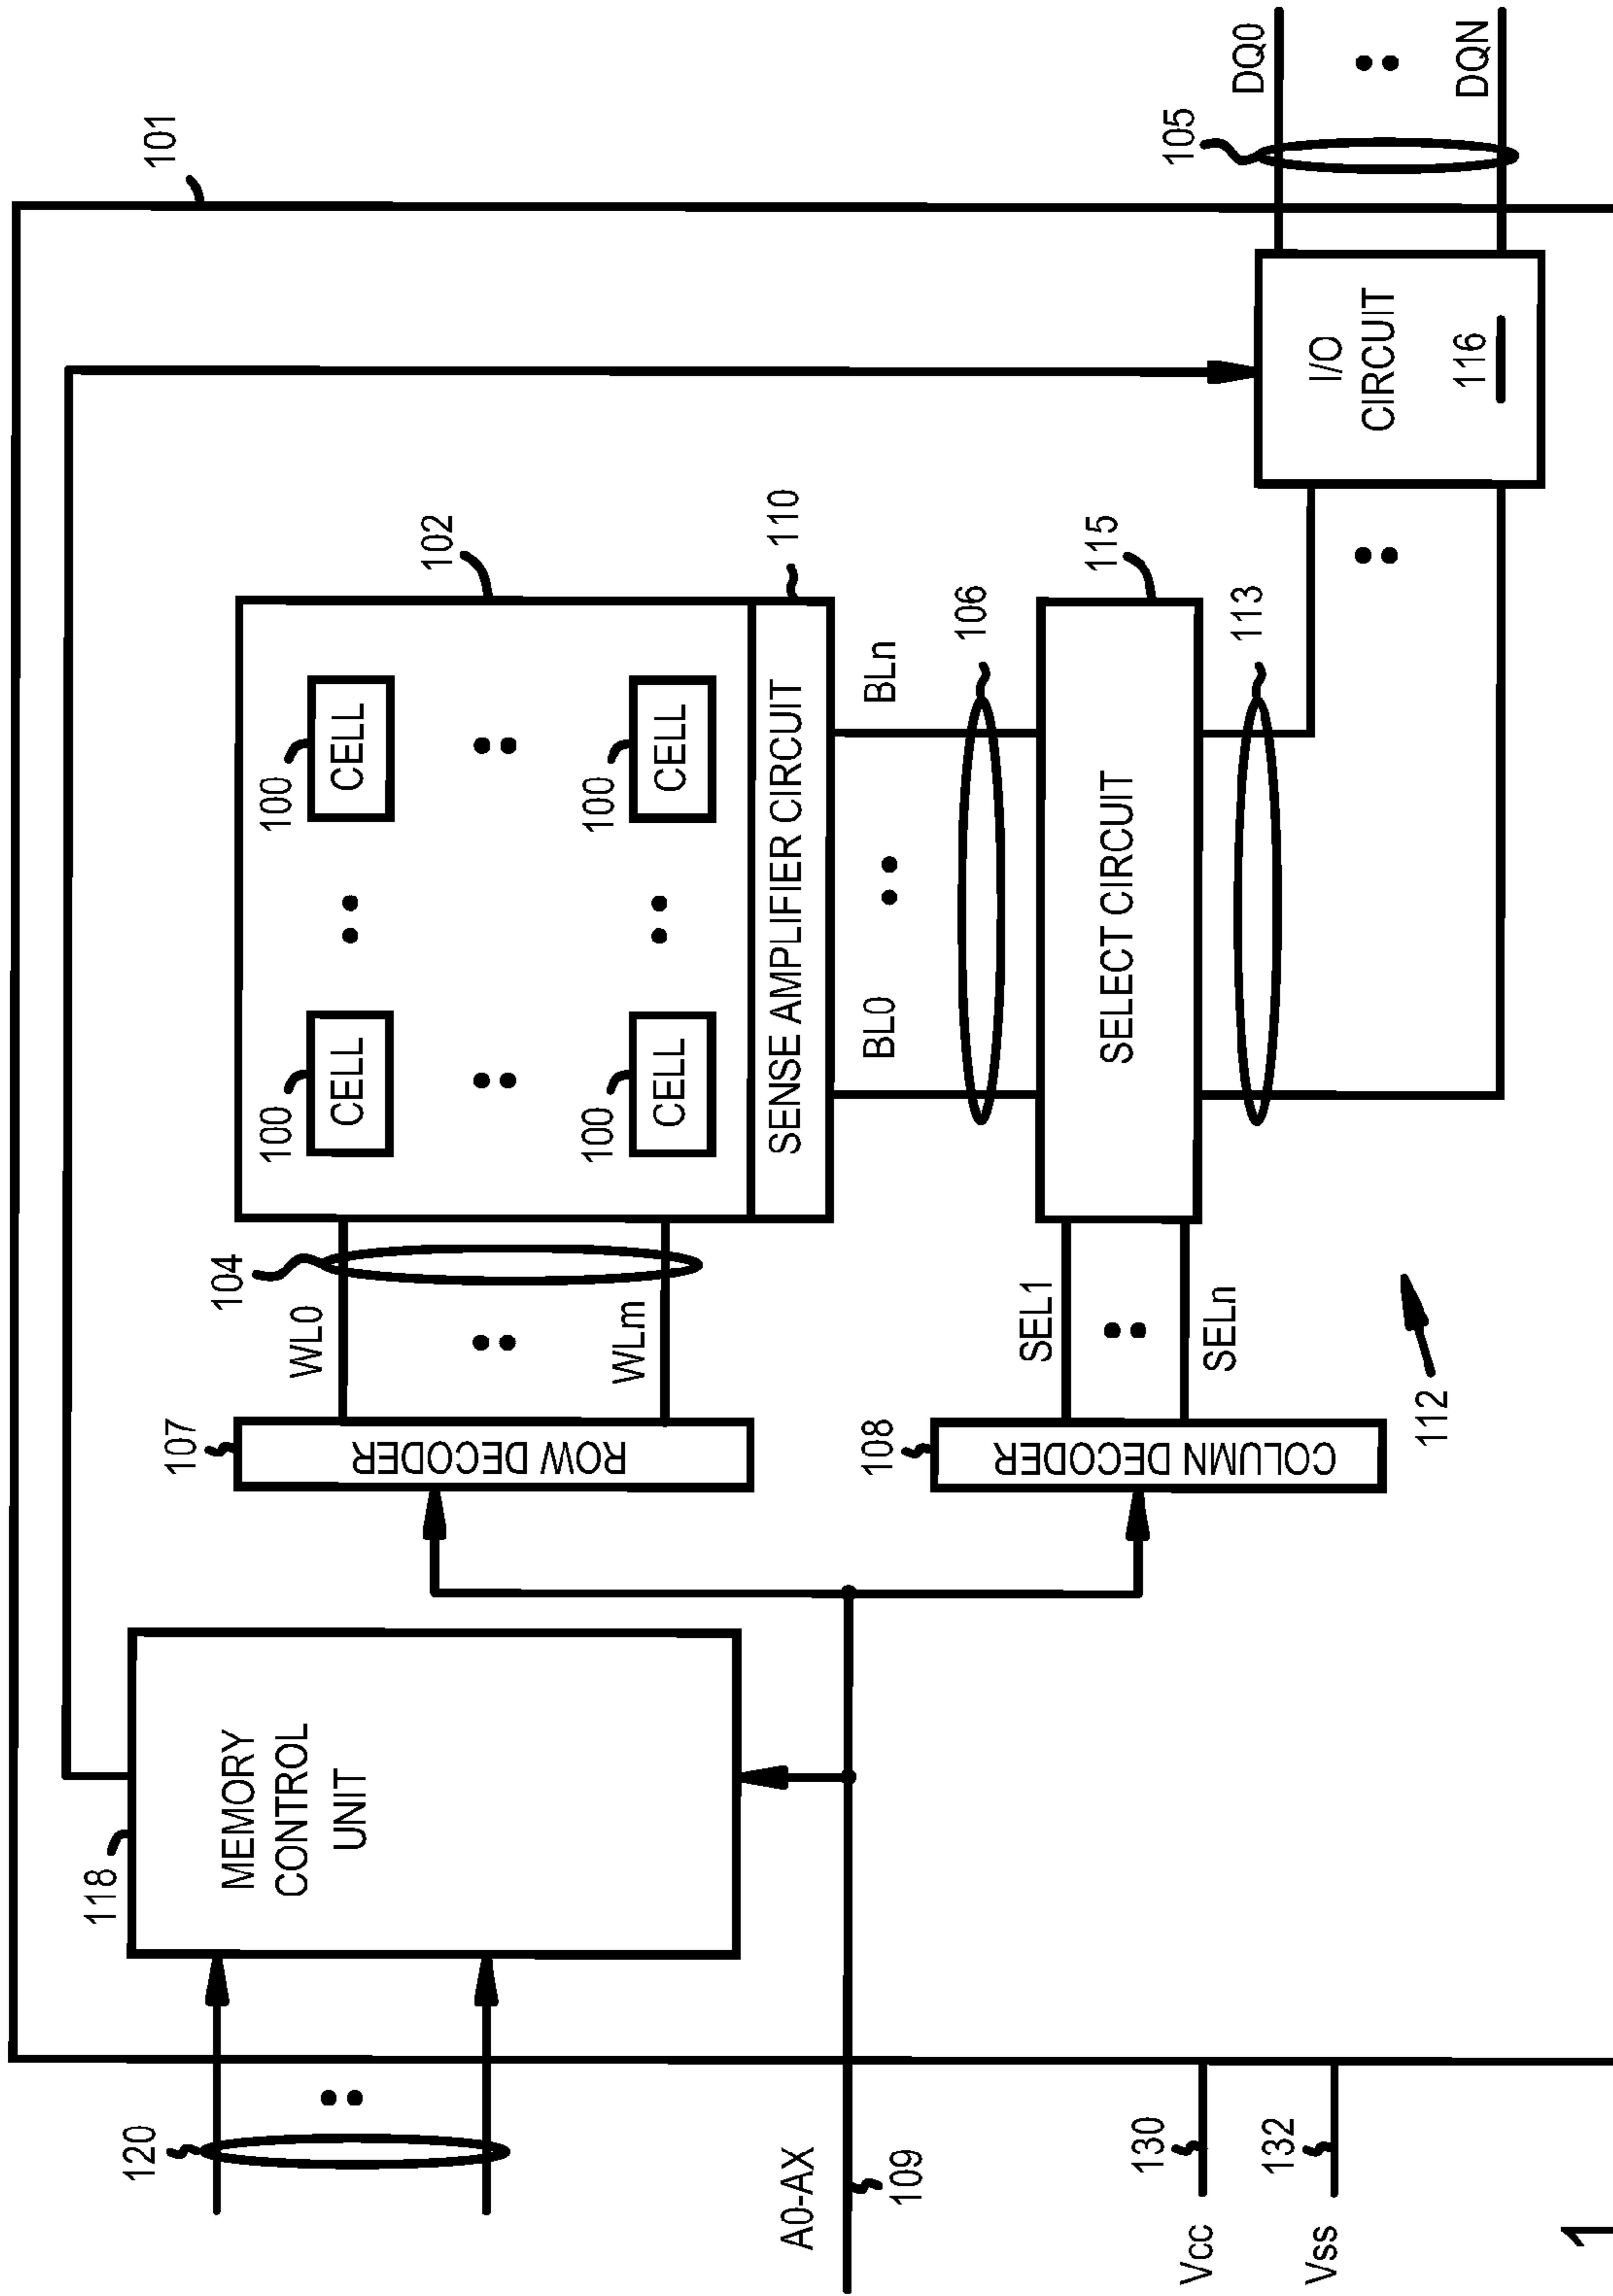 101
118
MEMORY
CONTROL
UNIT
120
107
ROW DECODER
WL0
WLm
104
102
100
CELL
100
CELL
100
CELL
100
CELL
SENSE AMPLIFIER CIRCUIT
110
BL0
BLn
106
A0-AX
109
108
COLUMN DECODER
SEL1
SELn
SELECT CIRCUIT
115
113
112
I/O
CIRCUIT
116
105
DQ0
DQN
Vcc
130
Vss
132
1